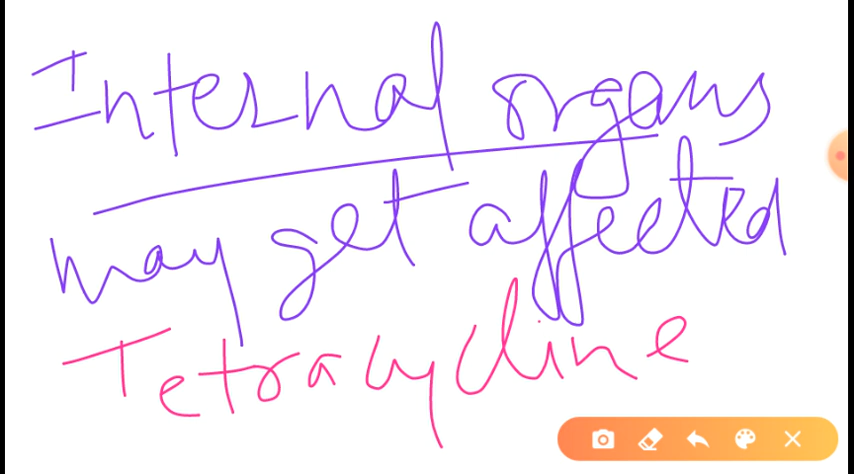 Internal organs
may get affected
Tetracycline